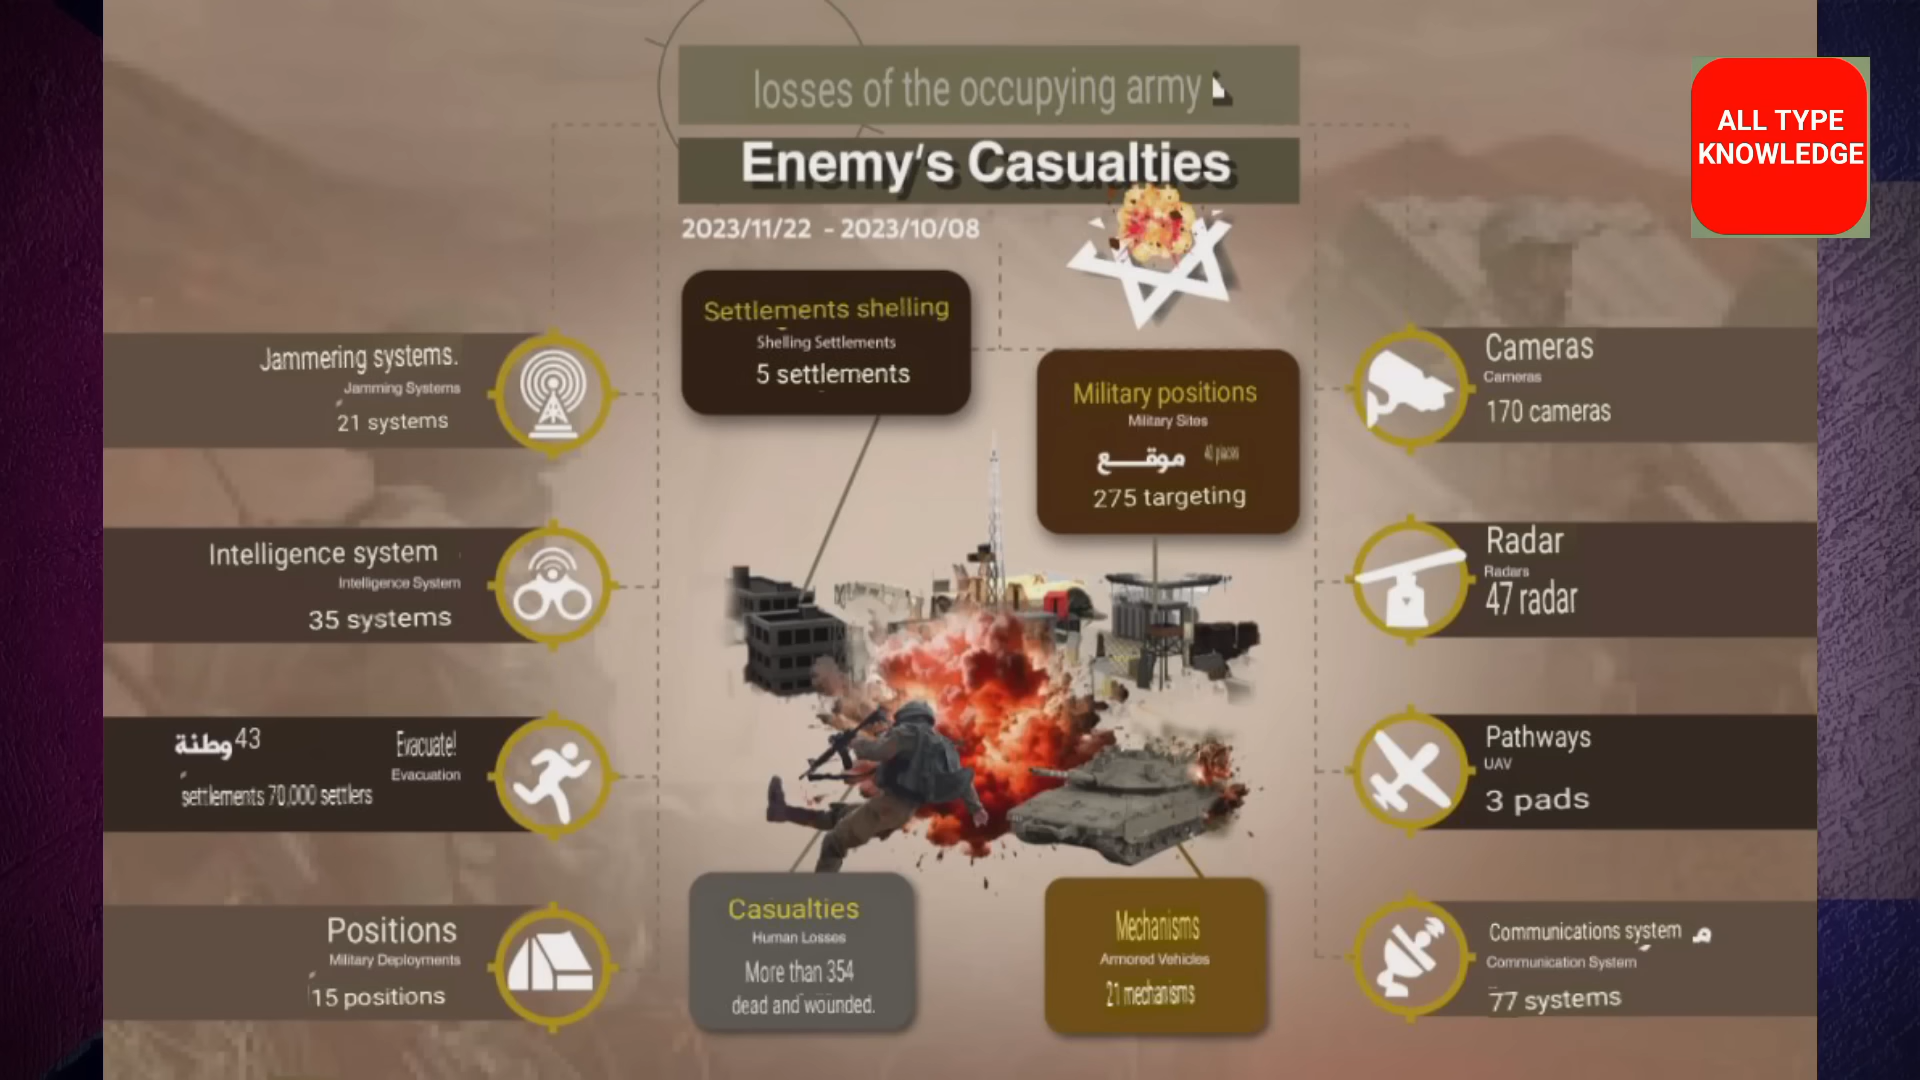 losses of the occupying army
Enemy's Casualties
2023/11/22 - 2023/10/08
ALL TYPE
KNOWLEDGE
Settlements shelling
Shelling Settlements
5 settlements
Military positions
Military Sites
موقـــــع 40 places
275 targeting
Jammering systems.
Jamming Systems
21 systems
Intelligence system
Intelligence System
35 systems
وطنة 43
Evacuate!
Evacuation
settlements 70,000 settlers
Positions
Military Deployments
15 positions
Cameras
Cameras
170 cameras
Radar
Radars
47 radar
Pathways
UAV
3 pads
Communications system م
Communication System
77 systems
Casualties
Human Losses
More than 354
dead and wounded.
Mechanisms
Armored Vehicles
21 mechanisms